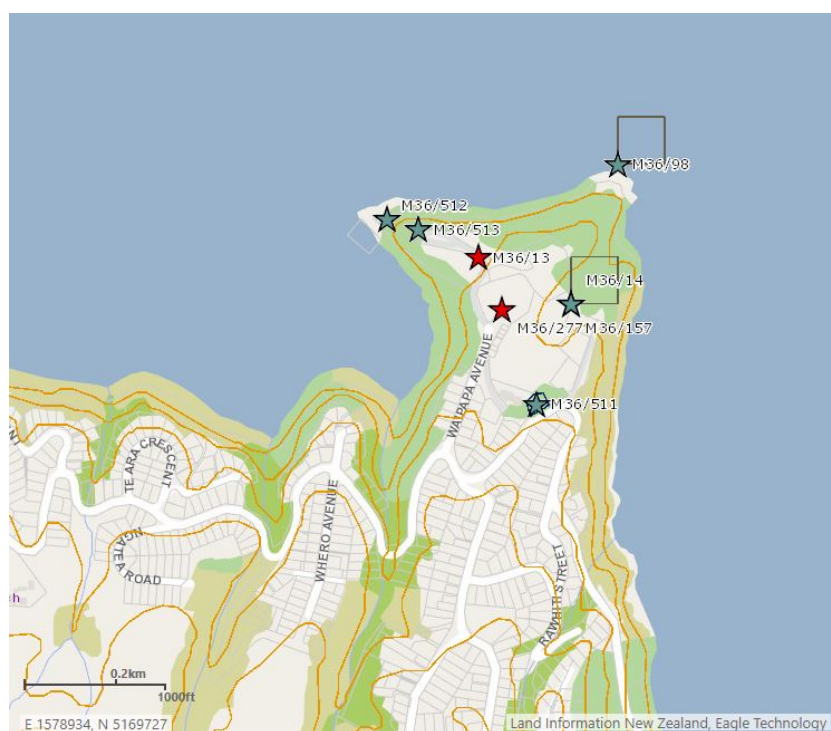 M36/98
M36/512
M36/513
M36/13
M36/14
M36/277
M36/157
M36/511
WAIPAPA AVENUE
TE ARA CRESCENT
WHERO AVENUE
NGATEA ROAD
RAWHITI STREET
0.2km
1000ft
E 1578934, N 5169727
Land Information New Zealand, Eagle Technology